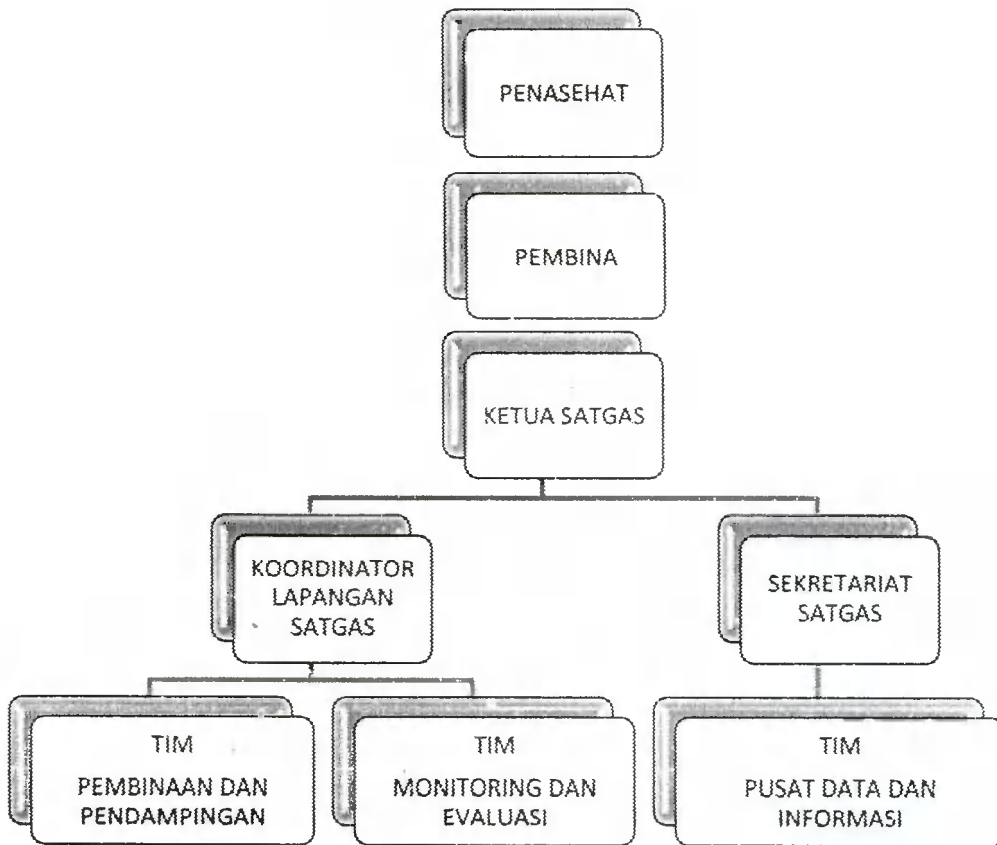 PENASEHAT
PEMBINA
KETUA SATGAS
KOORDINATOR
LAPANGAN
SATGAS
SEKRETARIAT
SATGAS
TIM
PEMBINAAN DAN
PENDAMPINGAN
TIM
MONITORING DAN
EVALUASI
TIM
PUSAT DATA DAN
INFORMASI